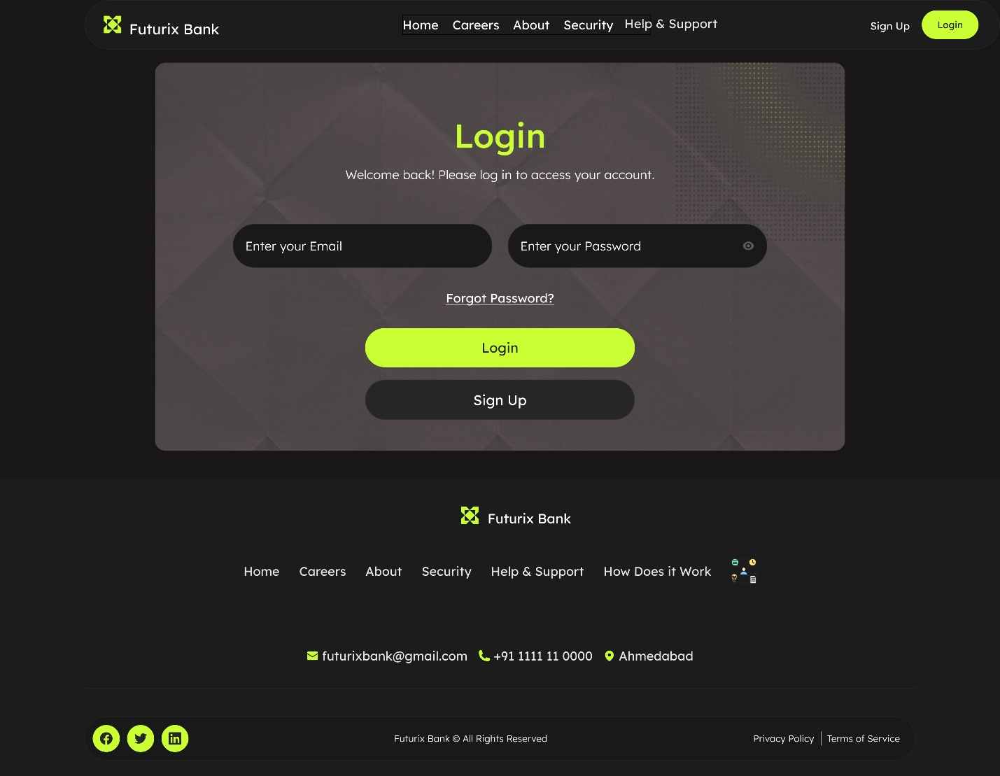 Futurix Bank Home Careers About Security Help & Support Sign Up Login
Login
Welcome back! Please log in to access your account.
Enter your Email Enter your Password
Forgot Password?
Login
Sign Up
Futurix Bank
Home Careers About Security Help & Support How Does it Work
futurixbank@gmail.com +91 1111 11 0000 Ahmedabad
Futurix Bank © All Rights Reserved Privacy Policy Terms of Service